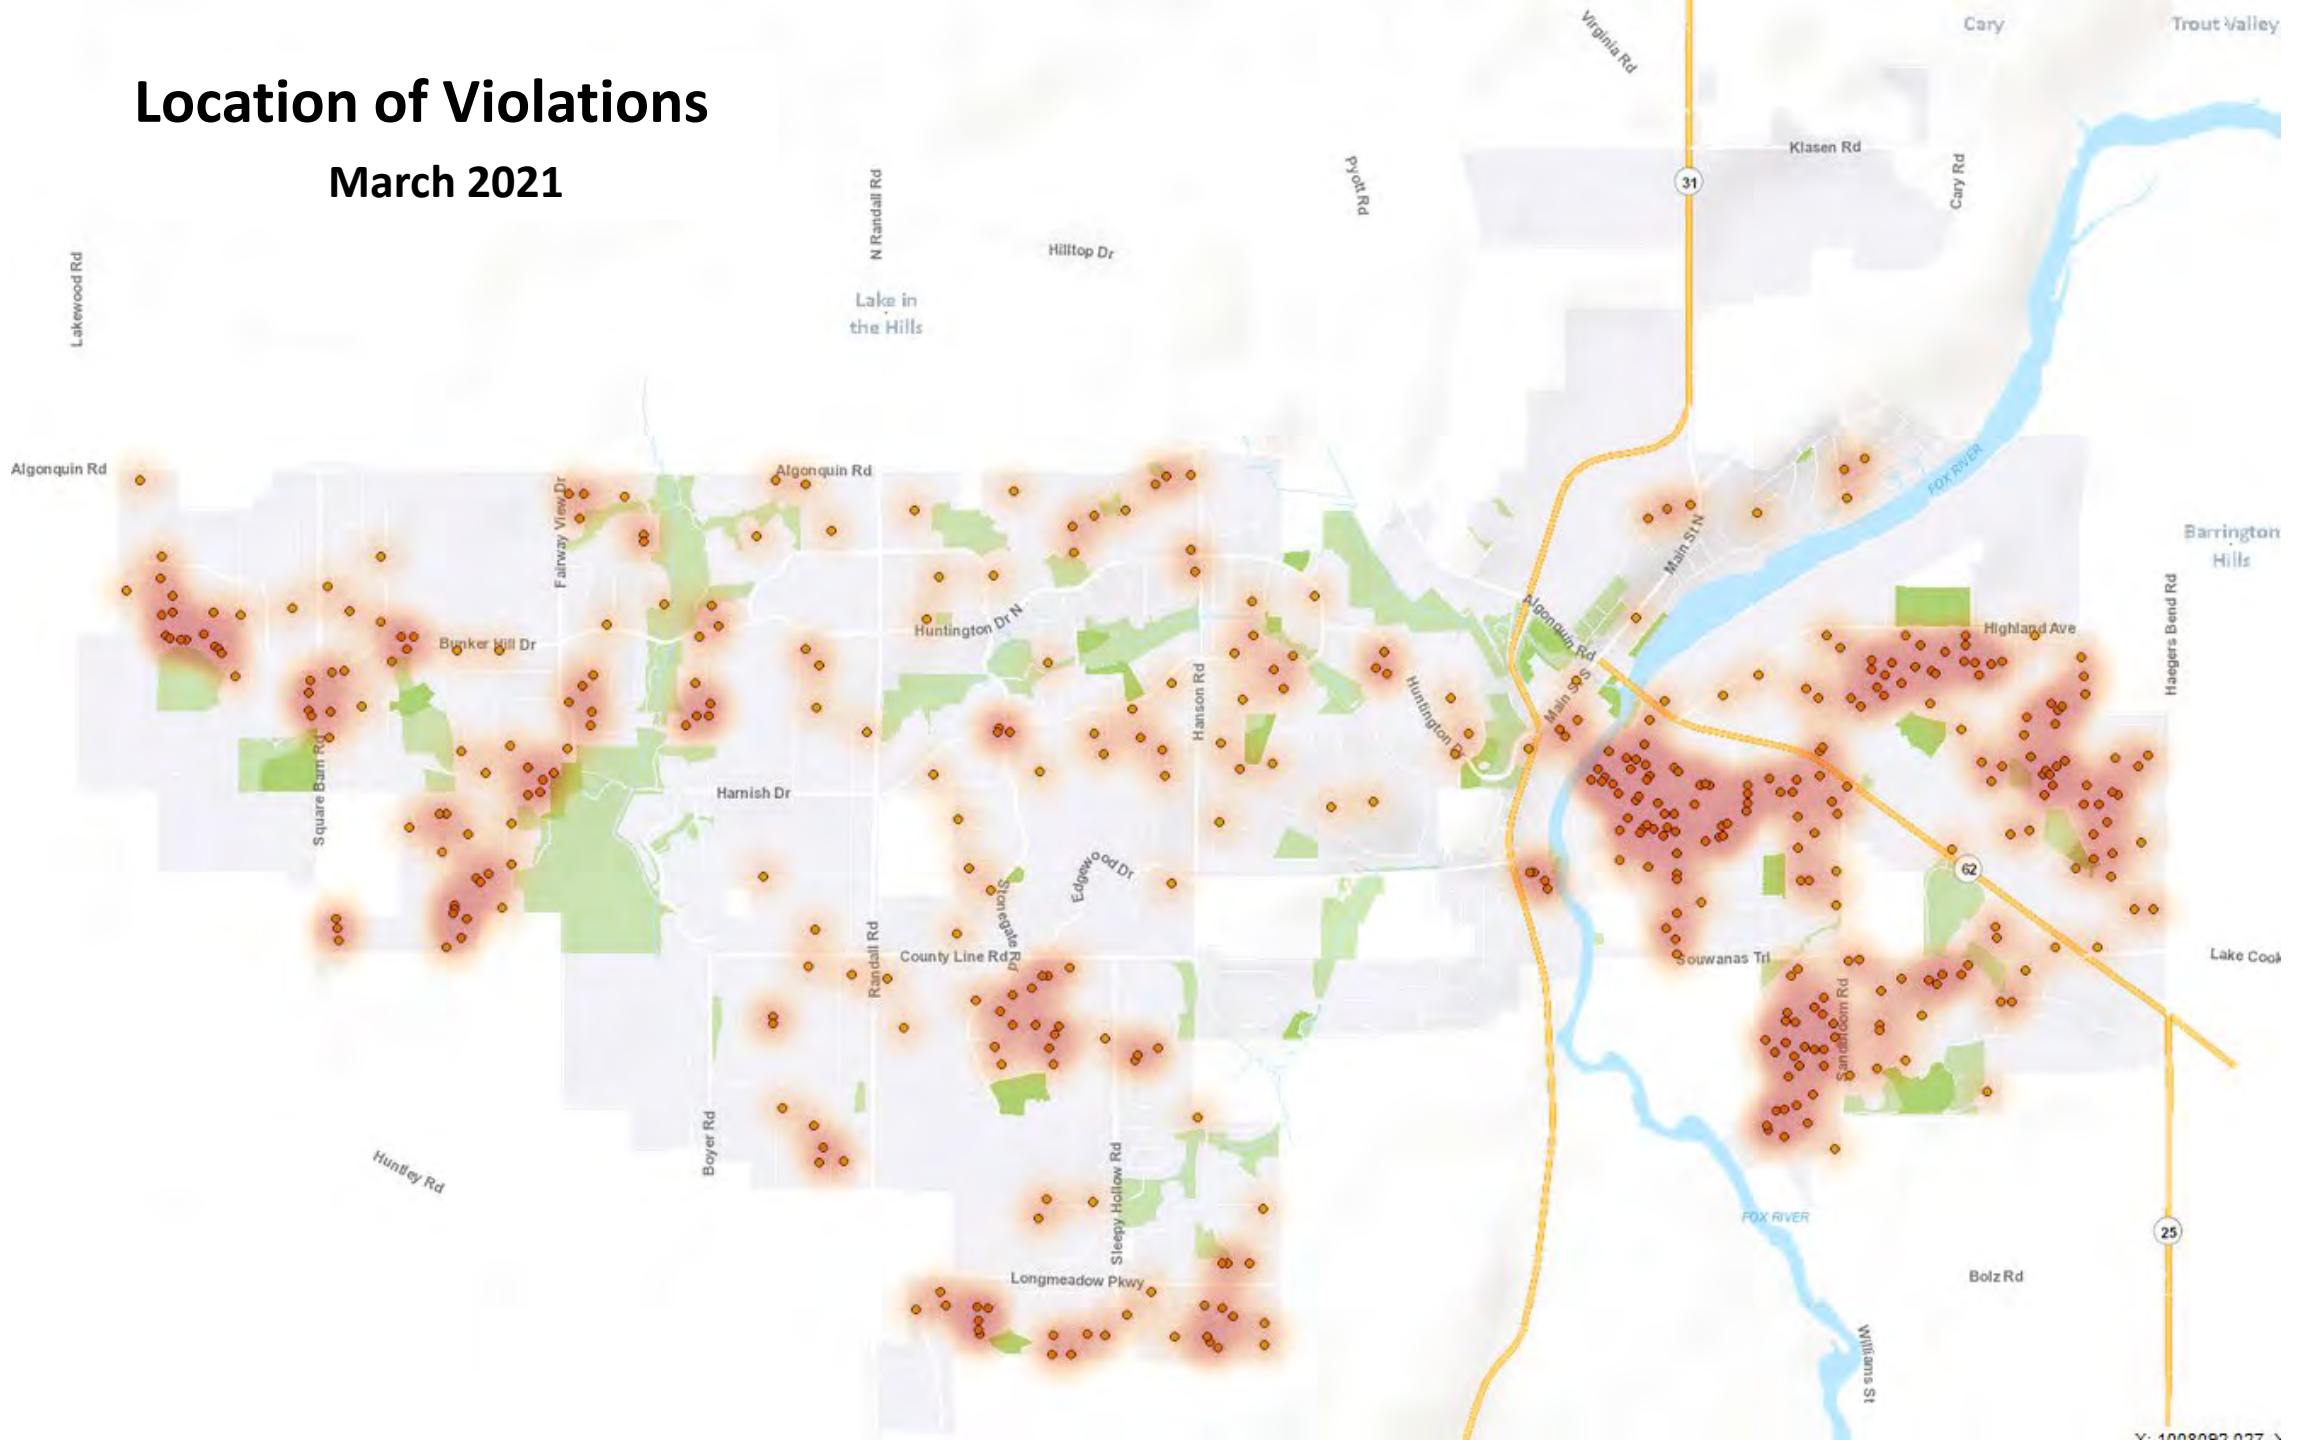 Location of Violations
March 2021
Virginia Rd
Cary
Trout Valley
Klasen Rd
31
Cary Rd
Pyott Rd
N Randall Rd
Hilltop Dr
Lakewood Rd
Lake in
the Hills
Algonquin Rd
Algonquin Rd
Fairway View Dr
FOX RIVER
Main St N
Barrington
Hills
Haegers Bend Rd
Highland Ave
Algonquin Rd
Huntington Dr N
Bunker Hill Dr
Hanson Rd
Main St S
Huntington Dr
Square Barn Rd
Harnish Dr
Edgewood Dr
62
Stonegate Rd
Randall Rd
County Line Rd
Souwanas Trl
Lake Cook
Sandbloom Rd
Boyer Rd
Huntley Rd
Sleepy Hollow Rd
FOX RIVER
25
Longmeadow Pkwy
Bolz Rd
Williams St